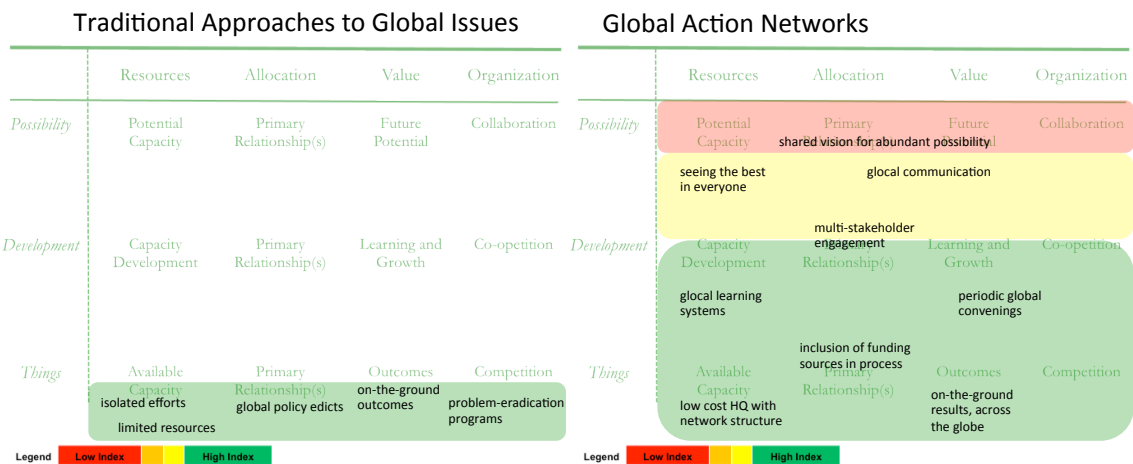 Traditional Approaches to Global Issues
Resources Allocation Value Organization
Possibility Potential Capacity Primary Relationship(s) Future Potential Collaboration
Development Capacity Development Primary Relationship(s) Learning and Growth Co-opetition
Things Available Capacity Primary Relationship(s) Outcomes Competition
isolated efforts
limited resources
global policy edicts
on-the-ground
outcomes
problem-eradication
programs
Legend Low Index High Index
Global Action Networks
Resources Allocation Value Organization
Possibility Potential Capacity Primary Relationship(s) Future Potential Collaboration
shared vision for abundant possibility
seeing the best
in everyone
glocal communication
multi-stakeholder
engagement
Development Capacity Development Primary Relationship(s) Learning and Growth Co-opetition
glocal learning
systems
periodic global
convenings
inclusion of funding
sources in process
Things Available Capacity Primary Relationship(s) Outcomes Competition
low cost HQ with
network structure
on-the-ground
results, across
the globe
Legend Low Index High Index